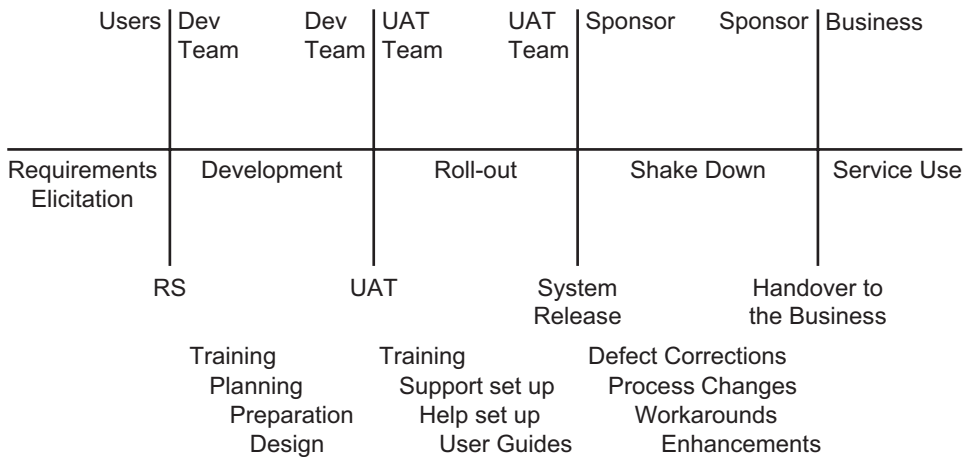 Users Dev Dev UAT UAT Sponsor Sponsor Business
Team Team Team Team
Requirements Development Roll-out Shake Down Service Use
Elicitation
RS UAT System Handover to
Release the Business
Training Training Defect Corrections
Planning Support set up Process Changes
Preparation Help set up Workarounds
Design User Guides Enhancements